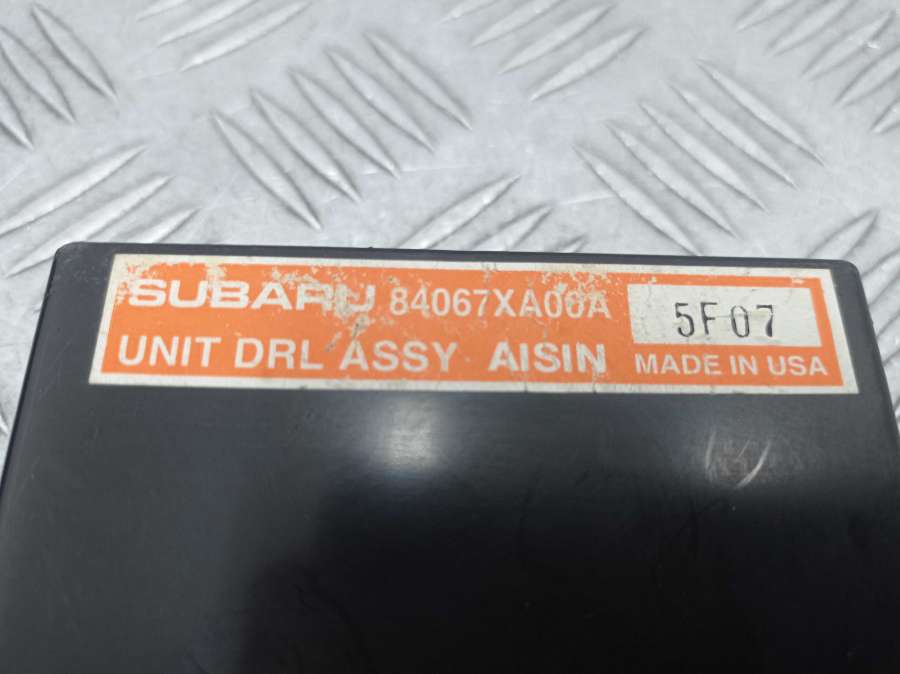 SUBARU 84067XA00A 5F07
UNIT DRL ASSY AISIN MADE IN USA